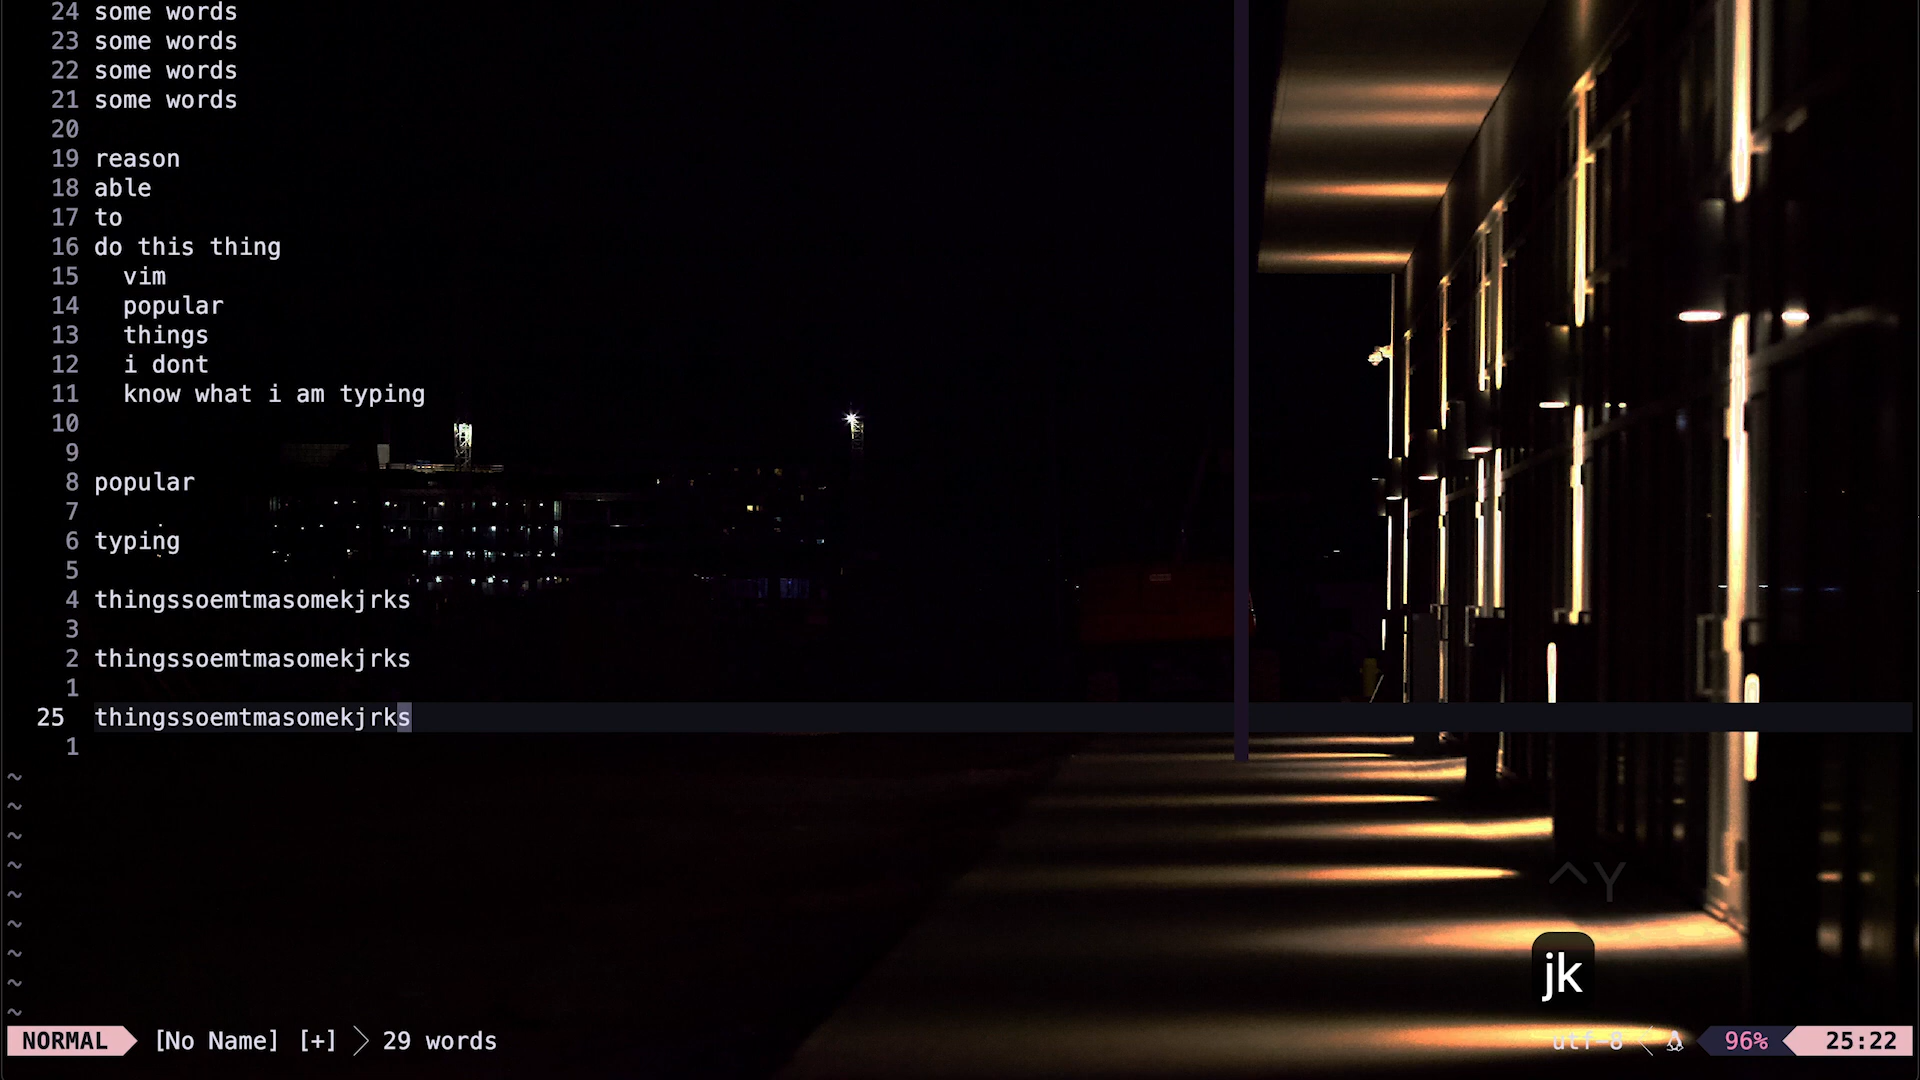 24 some words
23 some words
22 some words
21 some words
20
19 reason
18 able
17 to
16 do this thing
15 vim
14 popular
13 things
12 i dont
11 know what i am typing
10
9
8 popular
7
6 typing
5
4 thingssoemtmasomekjrks
3
2 thingssoemtmasomekjrks
1
25 thingssoemtmasomekjrks
1
~
~
~
~
~
~
~
~
~
^Y
jk
NORMAL [No Name] [+] 29 words utf-8 96% 25:22